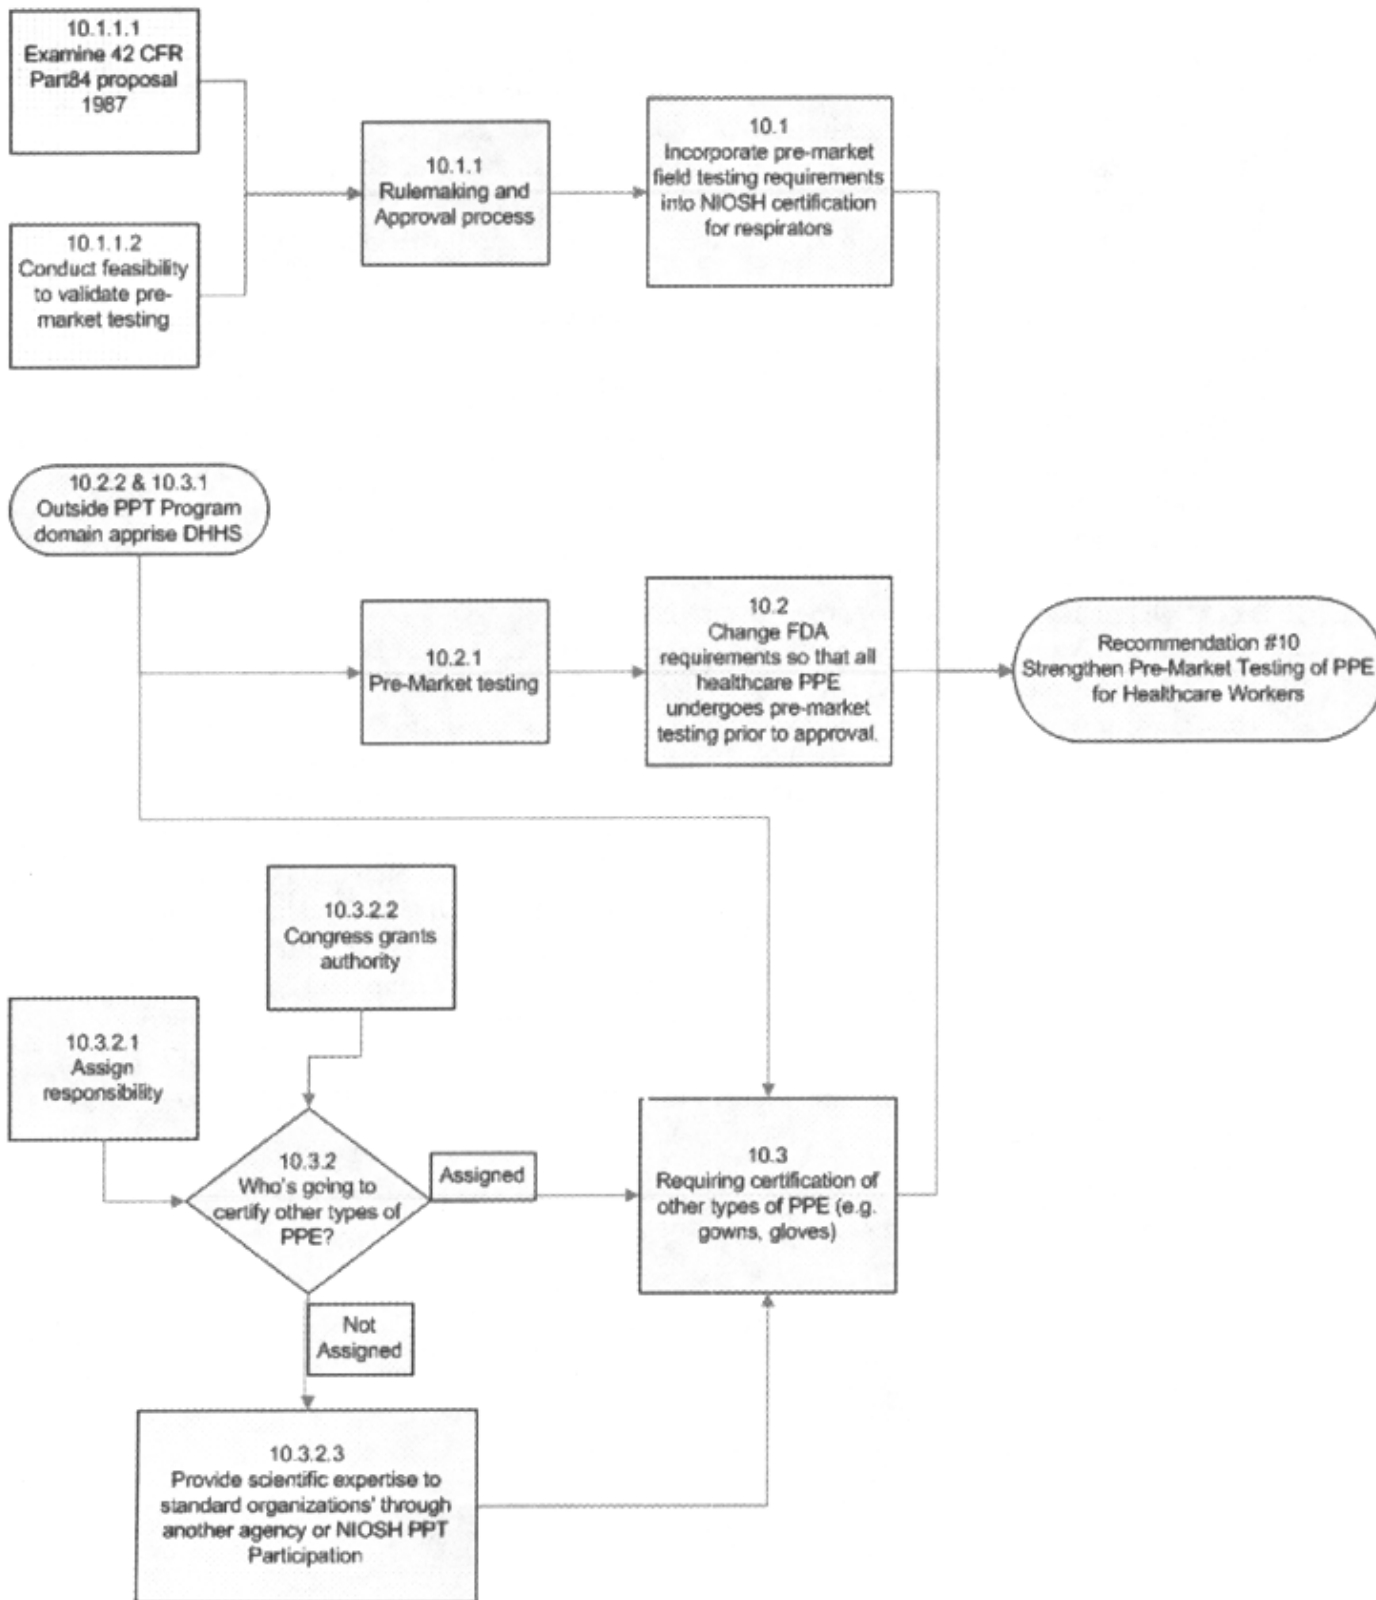 10.1.1.1
Examine 42 CFR
Part84 proposal
1987
10.1.1.2
Conduct feasibility
to validate pre-
market testing
10.1.1
Rulemaking and
Approval process
10.1
Incorporate pre-market
field testing requirements
into NIOSH certification
for respirators
10.2.2 & 10.3.1
Outside PPT Program
domain apprise DHHS
10.2.1
Pre-Market testing
10.2
Change FDA
requirements so that all
healthcare PPE
undergoes pre-market
testing prior to approval.
Recommendation #10
Strengthen Pre-Market Testing of PPE
for Healthcare Workers
10.3.2.2
Congress grants
authority
10.3.2.1
Assign
responsibility
10.3.2
Who's going to
certify other types of
PPE?
Assigned
Not
Assigned
10.3
Requiring certification of
other types of PPE (e.g.
gowns, gloves)
10.3.2.3
Provide scientific expertise to
standard organizations' through
another agency or NIOSH PPT
Participation